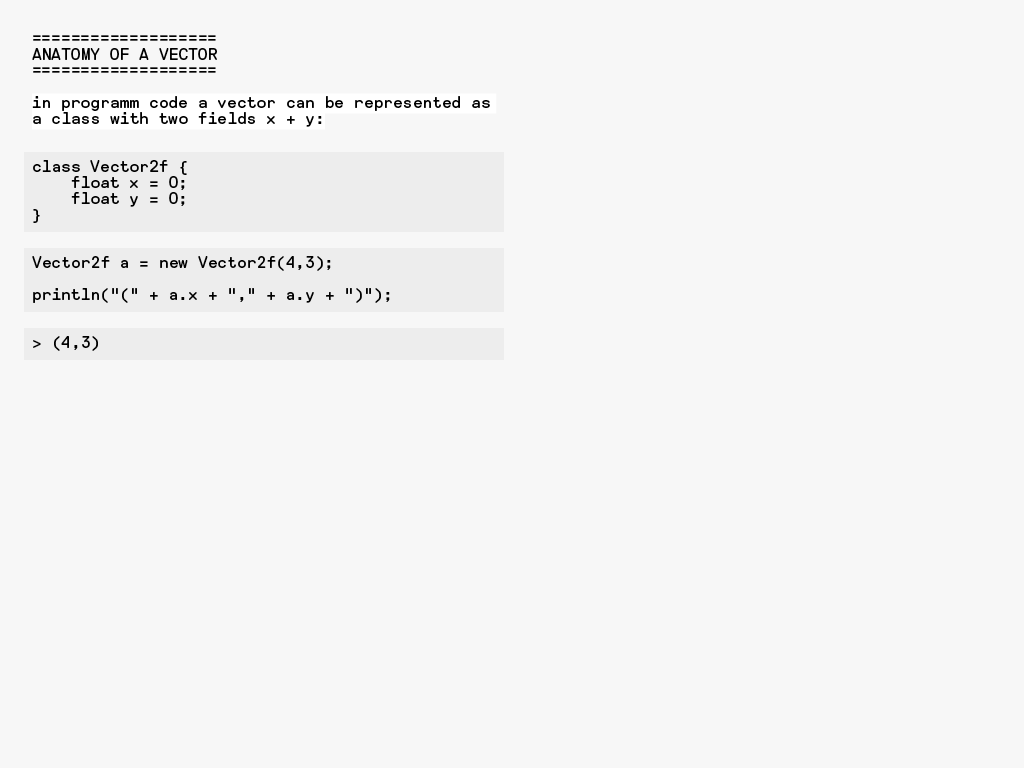 ===================
ANATOMY OF A VECTOR
===================
in programm code a vector can be represented as
a class with two fields x + y:
class Vector2f {
    float x = 0;
    float y = 0;
}
Vector2f a = new Vector2f(4,3);
println("(" + a.x + "," + a.y + ")");
> (4,3)